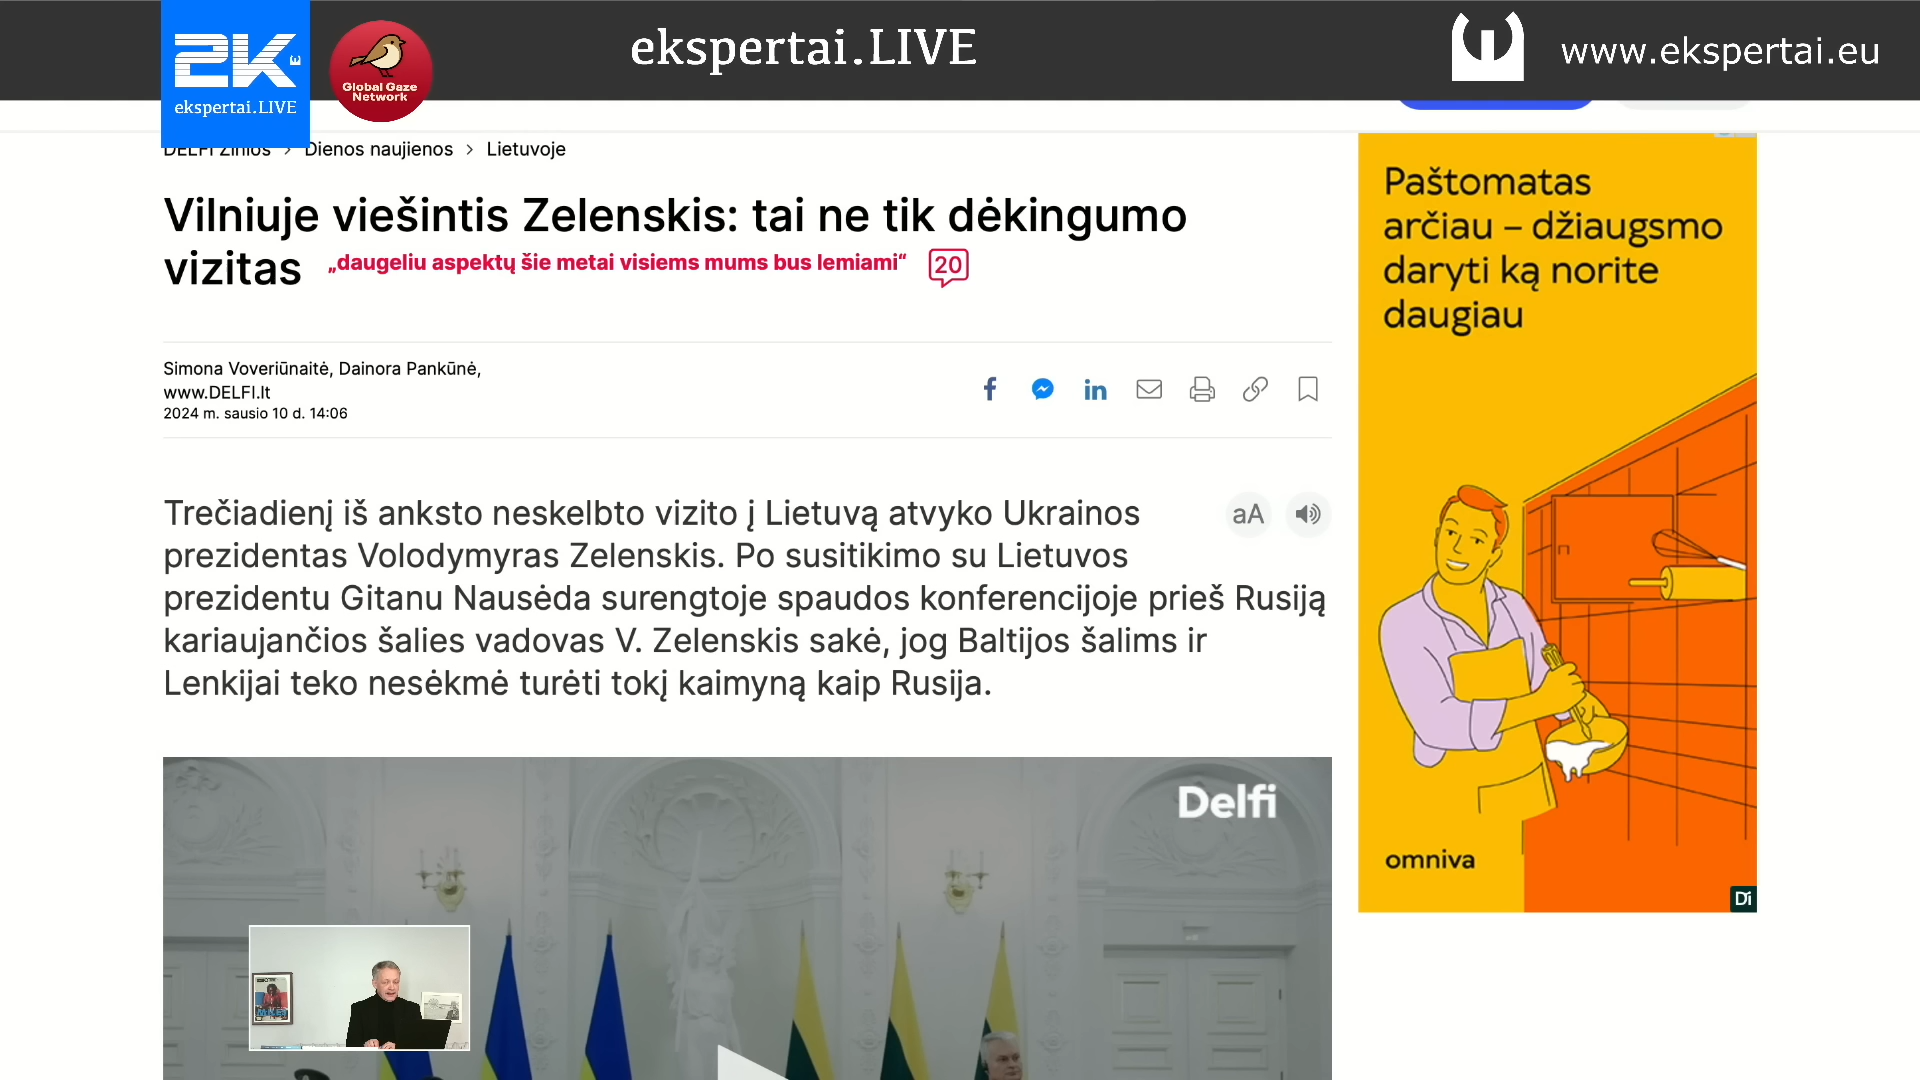 2K
ekspertai.LIVE
Global Gaze
Network
ekspertai.LIVE
www.ekspertai.eu
DELFI Žinios > Dienos naujienos > Lietuvoje
Vilniuje viešintis Zelenskis: tai ne tik dėkingumo
vizitas „daugeliu aspektų šie metai visiems mums bus lemiami“ 20
Simona Voveriūnaitė, Dainora Pankūnė,
www.DELFI.lt
2024 m. sausio 10 d. 14:06
aA
Trečiadienį iš anksto neskelbto vizito į Lietuvą atvyko Ukrainos
prezidentas Volodymyras Zelenskis. Po susitikimo su Lietuvos
prezidentu Gitanu Nausėda surengtoje spaudos konferencijoje prieš Rusiją
kariaujančios šalies vadovas V. Zelenskis sakė, jog Baltijos šalims ir
Lenkijai teko nesėkmė turėti tokį kaimyną kaip Rusija.
Delfi
Paštomatas
arčiau – džiaugsmo
daryti ką norite
daugiau
omniva
Di